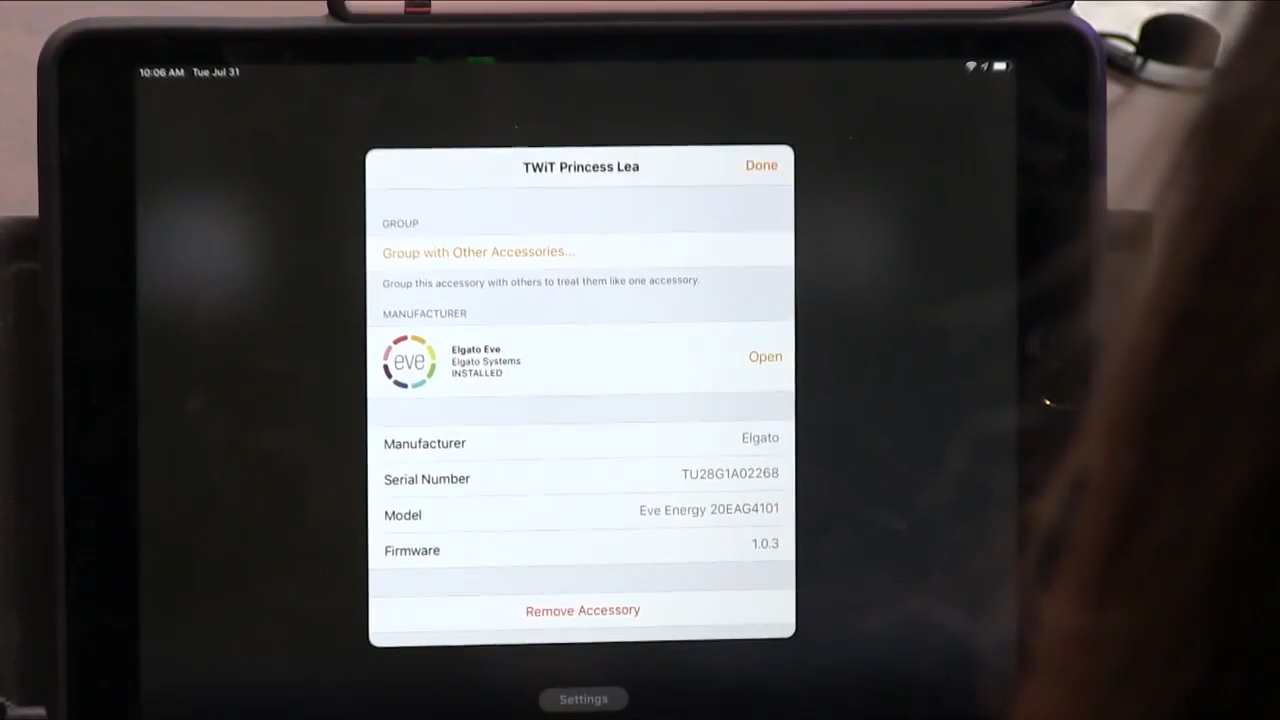 10:06 AM Tue Jul 31
TWiT Princess Lea
Done
GROUP
Group with Other Accessories...
Group this accessory with others to treat them like one accessory.
MANUFACTURER
eve
Elgato Eve
Elgato Systems
INSTALLED
Open
Manufacturer Elgato
Serial Number TU28G1A02268
Model Eve Energy 20EAG4101
Firmware 1.0.3
Remove Accessory
Settings